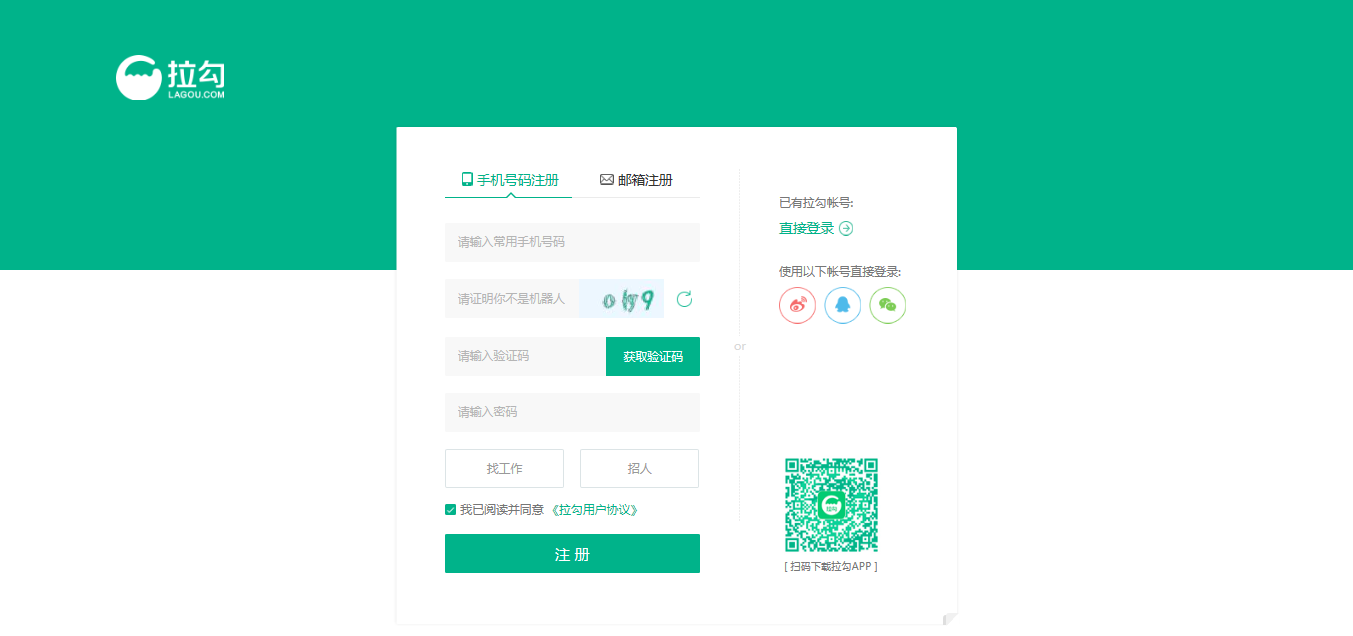 拉勾
LAGOU.COM
手机号码注册
邮箱注册
请输入常用手机号码
请证明你不是机器人
请输入验证码
获取验证码
请输入密码
找工作
招人
我已阅读并同意 《拉勾用户协议》
注 册
or
已有拉勾帐号:
直接登录
使用以下帐号直接登录:
拉勾
[ 扫码下载拉勾APP ]